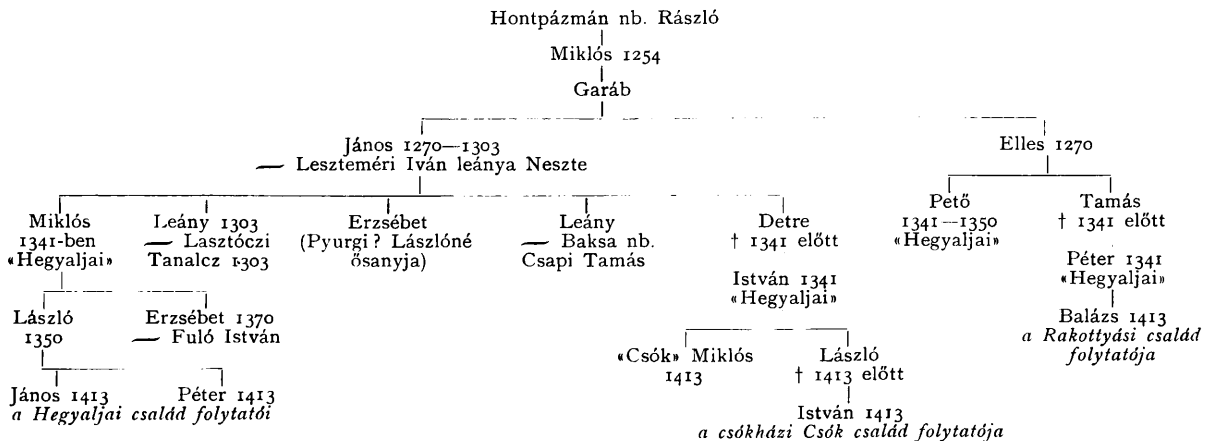 Hontpázmán nb. Rászló
Miklós 1254
Garáb
János 1270—1303
— Leszteméri Iván leánya Neszte
Elles 1270
Miklós
1341-ben
«Hegyaljai»
Leány 1303
— Lasztóczi
Tanalcz 1303
Erzsébet
(Pyurgi? Lászlóné
ősanyja)
Leány
— Baksa nb.
Csapi Tamás
Detre
† 1341 előtt
Pető
1341—1350
«Hegyaljai»
Tamás
† 1341 előtt
István 1341
«Hegyaljai»
Péter 1341
«Hegyaljai»
László
1350
Erzsébet 1370
— Fuló István
Balázs 1413
a Rakottyási család
folytatója
«Csók» Miklós
1413
László
† 1413 előtt
János 1413
Péter 1413
a Hegyaljai család folytatói
István 1413
a csókházi Csók család folytatója